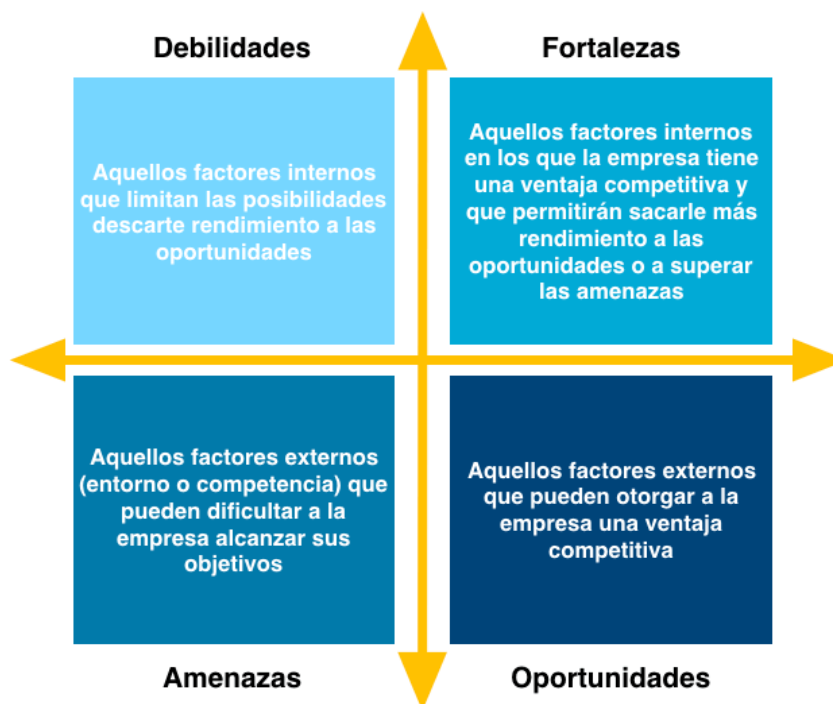 Debilidades
Fortalezas
Aquellos factores internos
que limitan las posibilidades
descarte rendimiento a las
oportunidades
Aquellos factores internos
en los que la empresa tiene
una ventaja competitiva y
que permitirán sacarle más
rendimiento a las
oportunidades o a superar
las amenazas
Aquellos factores externos
(entorno o competencia) que
pueden dificultar a la
empresa alcanzar sus
objetivos
Aquellos factores externos
que pueden otorgar a la
empresa una ventaja
competitiva
Amenazas
Oportunidades